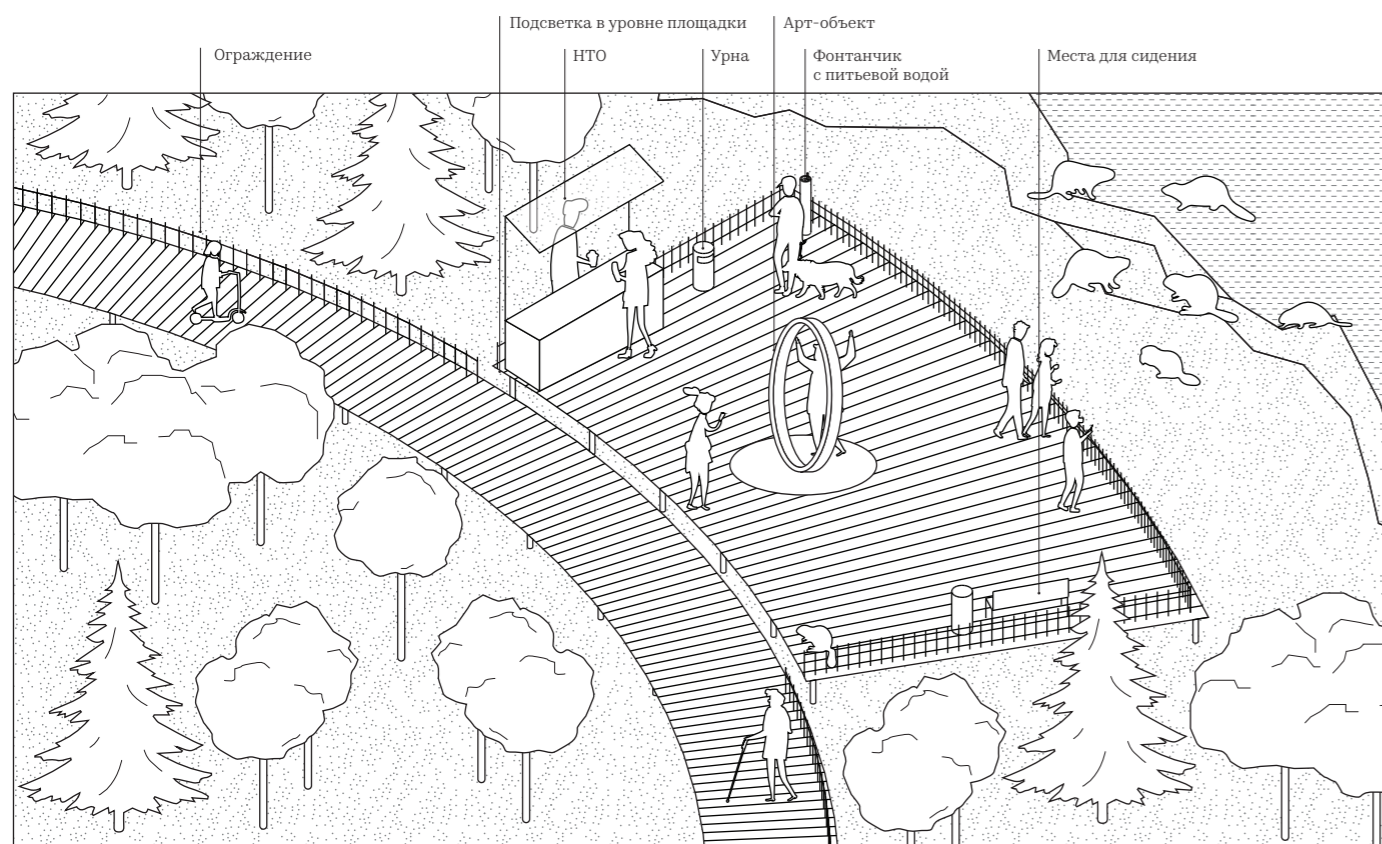 Подсветка в уровне площадки
Арт-объект
Ограждение
НТО
Урна
Фонтанчик
с питьевой водой
Места для сидения